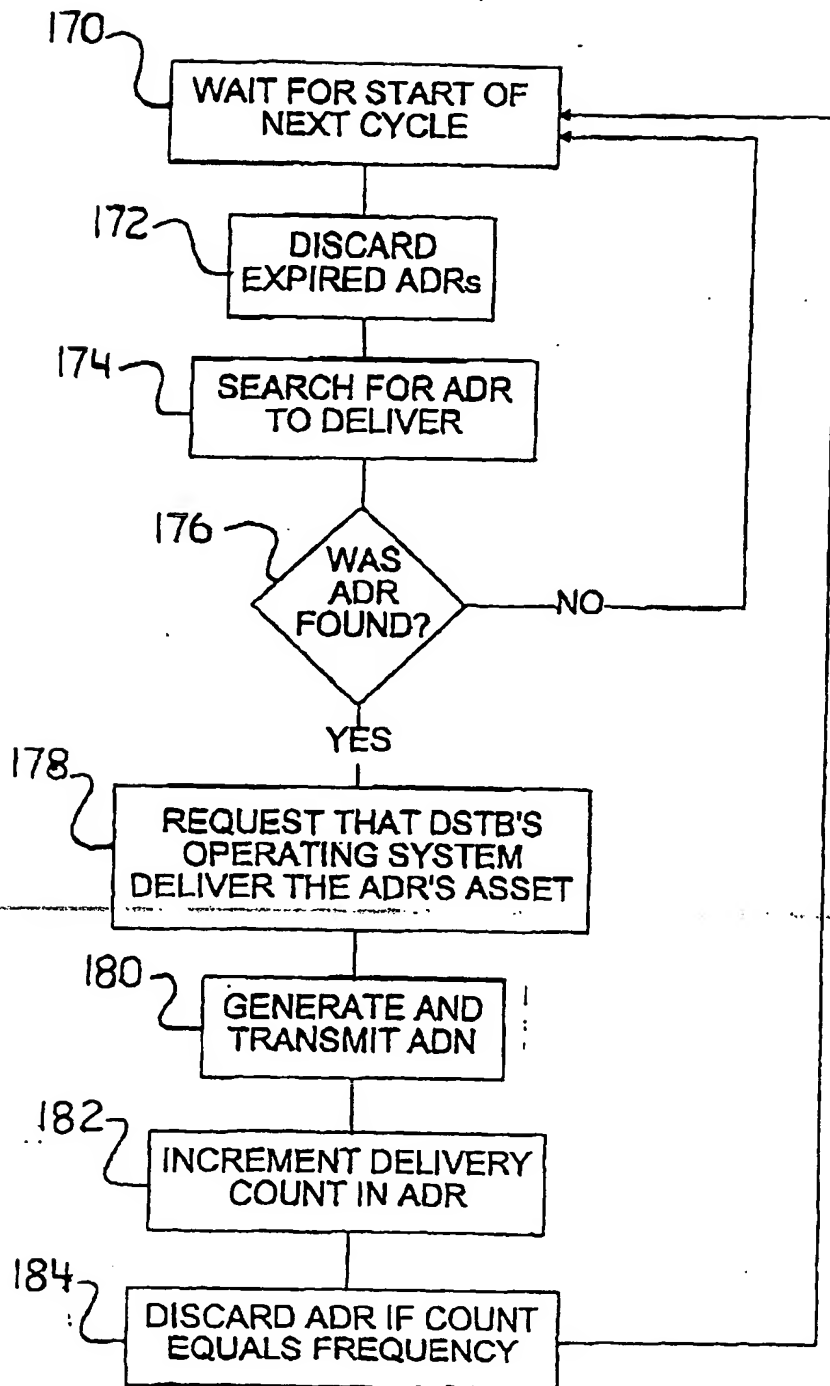 170
WAIT FOR START OF
NEXT CYCLE
172
DISCARD
EXPIRED ADRs
174
SEARCH FOR ADR
TO DELIVER
176
WAS
ADR
FOUND?
NO
YES
178
REQUEST THAT DSTB'S
OPERATING SYSTEM
DELIVER THE ADR'S ASSET
180
GENERATE AND
TRANSMIT ADN
182
INCREMENT DELIVERY
COUNT IN ADR
184
DISCARD ADR IF COUNT
EQUALS FREQUENCY